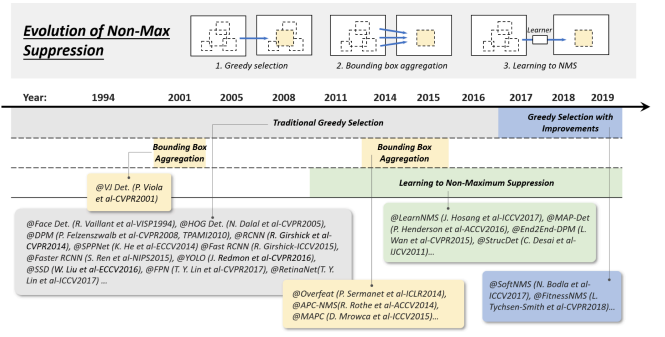 Evolution of Non-Max
Suppression
Learner
1. Greedy selection
2. Bounding box aggregation
3. Learning to NMS
Year: 1994 2001 2005 2008 2011 2014 2015 2016 2017 2018 2019
Traditional Greedy Selection
Greedy Selection with
Improvements
Bounding Box
Aggregation
Bounding Box
Aggregation
Learning to Non-Maximum Suppression
@VJ Det. (P. Viola
et al-CVPR2001)
@Face Det. (R. Vaillant et al-VISP1994), @HOG Det. (N. Dalal et al-CVPR2005),
@DPM (P. Felzenszwalb et al-CVPR2008, TPAMI2010), @RCNN (R. Girshick et al-
CVPR2014), @SPPNet (K. He et al-ECCV2014) @Fast RCNN (R. Girshick-ICCV2015),
@Faster RCNN (S. Ren et al-NIPS2015), @YOLO (J. Redmon et al-CVPR2016),
@SSD (W. Liu et al-ECCV2016), @FPN (T. Y. Lin et al-CVPR2017), @RetinaNet(T. Y.
Lin et al-ICCV2017) ...
@LearnNMS (J. Hosang et al-ICCV2017), @MAP-Det
(P. Henderson et al-ACCV2016), @End2End-DPM (L.
Wan et al-CVPR2015), @StrucDet (C. Desai et al-
IJCV2011)...
@Overfeat (P. Sermanet et al-ICLR2014),
@APC-NMS(R. Rothe et al-ACCV2014),
@MAPC (D. Mrowca et al-ICCV2015)...
@SoftNMS (N. Bodla et al-
ICCV2017), @FitnessNMS (L.
Tychsen-Smith et al-CVPR2018)...